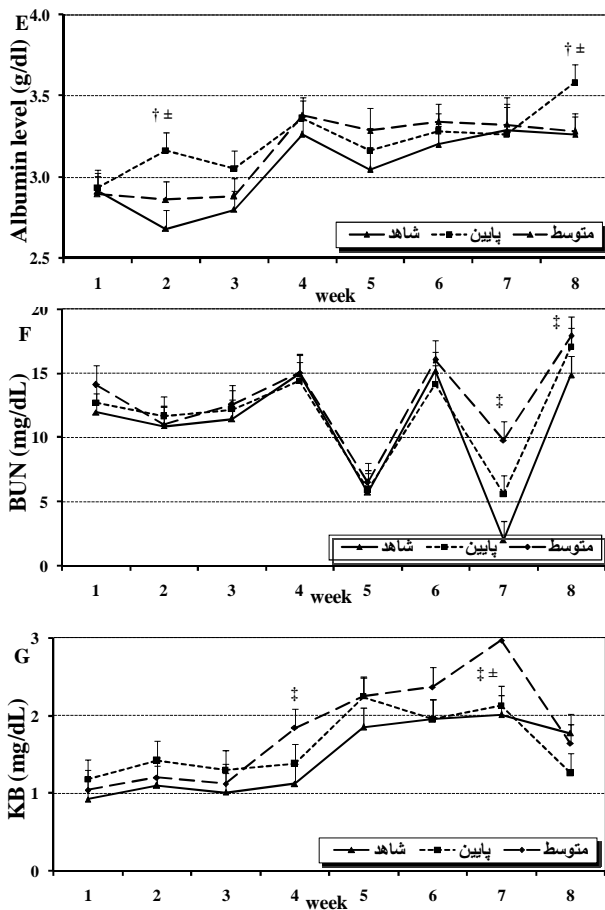 E
Albumin level (g/dl)
3.5
3.0
2.5
† ±
† ±
شاهد پایین متوسط
1 2 3 4 5 6 7 8
week
F
BUN (mg/dL)
20
15
10
5
0
‡
‡
شاهد پایین متوسط
1 2 3 4 5 6 7 8
week
G
KB (mg/dL)
3
2
1
0
‡
‡ ±
شاهد پایین متوسط
1 2 3 4 5 6 7 8
week